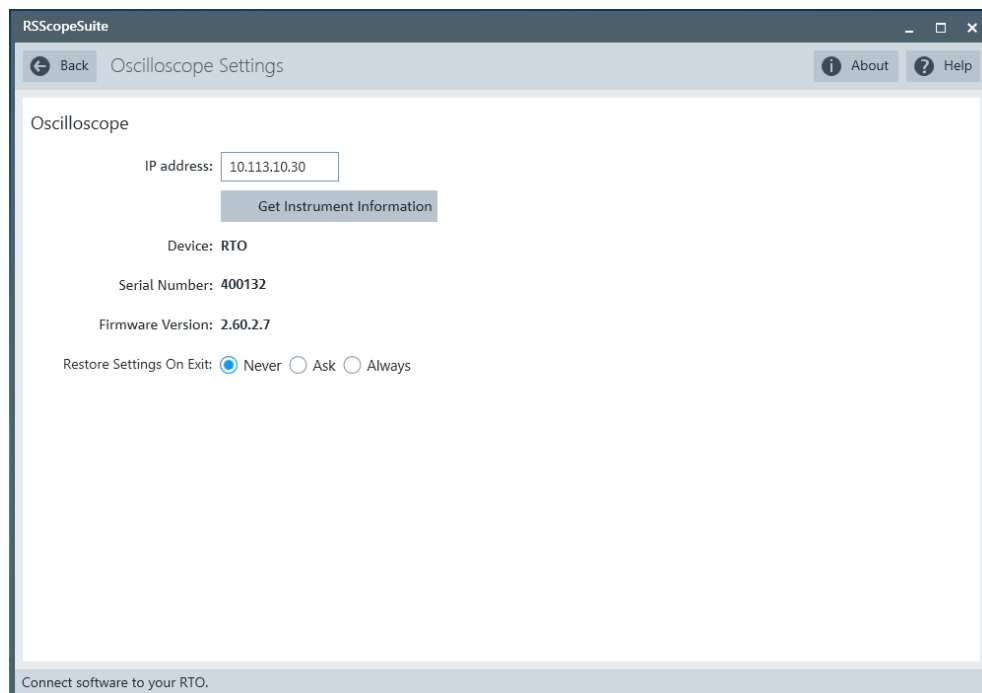 RSScopeSuite
Back Oscilloscope Settings About Help
Oscilloscope
IP address: 10.113.10.30
Get Instrument Information
Device: RTO
Serial Number: 400132
Firmware Version: 2.60.2.7
Restore Settings On Exit: Never Ask Always
Connect software to your RTO.